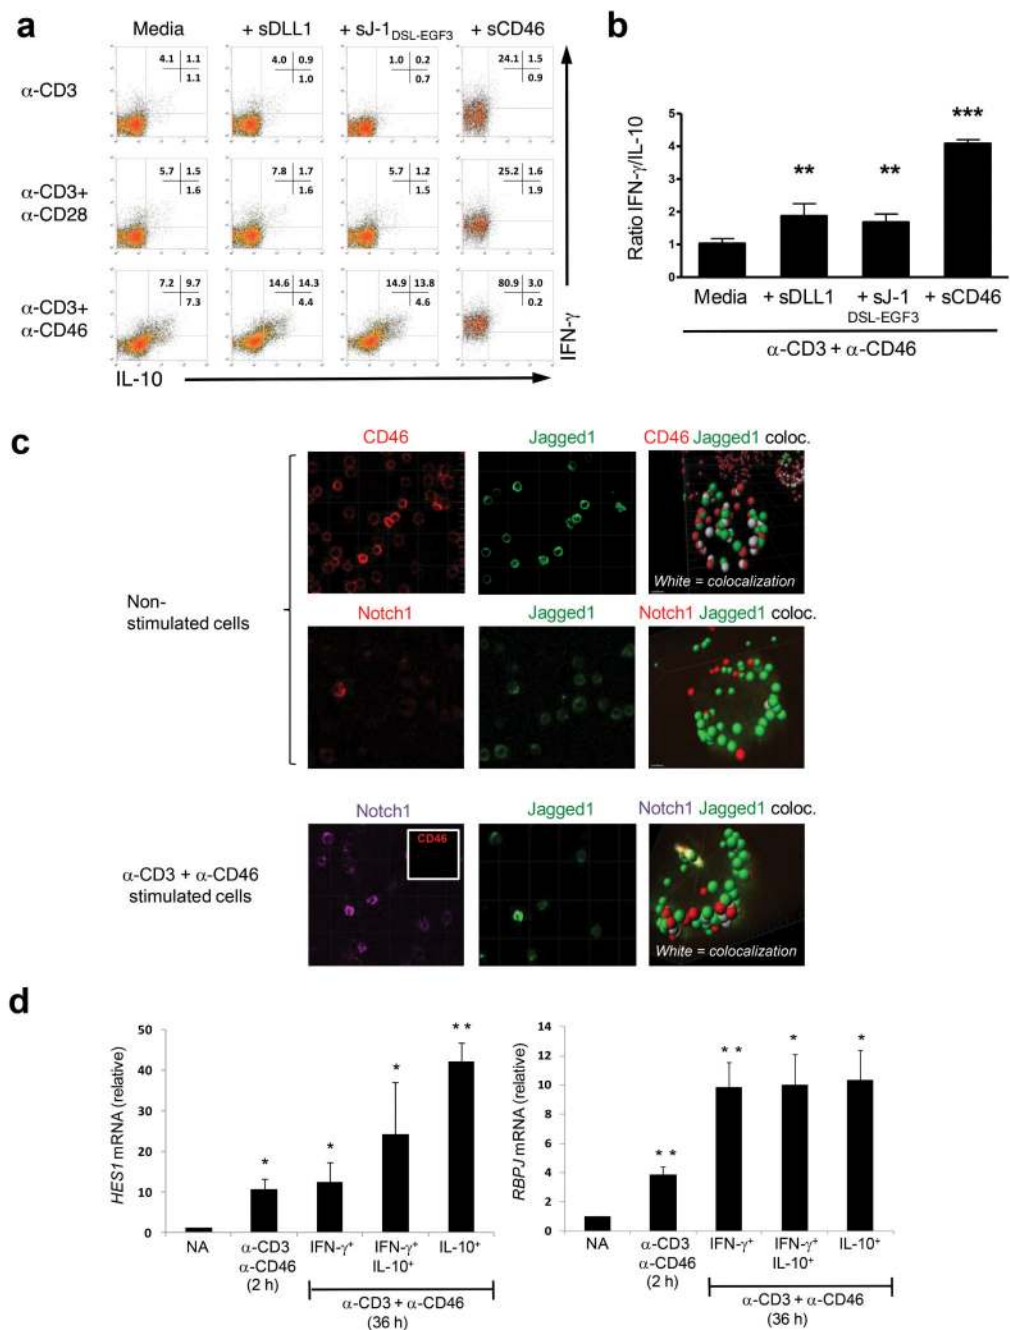 a
Media
+ sDLL1
+ sJ-1DSL-EGF3
+ sCD46
α-CD3
4.1 1.1
1.1
4.0 0.9
1.0
1.0 0.2
0.7
24.1 1.5
0.9
α-CD3+
α-CD28
5.7 1.5
1.6
7.8 1.7
1.6
5.7 1.2
1.5
25.2 1.6
1.9
α-CD3+
α-CD46
7.2 9.7
7.3
14.6 14.3
4.4
14.9 13.8
4.6
80.9 3.0
0.2
IFN-γ
IL-10
b
Ratio IFN-γ/IL-10
5
4
3
2
1
0
**
**
***
Media
+ sDLL1
+ sJ-1
DSL-EGF3
+ sCD46
α-CD3 + α-CD46
c
CD46
Jagged1
CD46 Jagged1 coloc.
White = colocalization
Non-
stimulated cells
Notch1
Jagged1
Notch1 Jagged1 coloc.
Notch1
Jagged1
Notch1 Jagged1 coloc.
CD46
α-CD3 + α-CD46
stimulated cells
White = colocalization
d
HES1 mRNA (relative)
50
40
30
20
10
0
*
*
*
* *
NA
α-CD3
α-CD46
(2 h)
IFN-γ+
IFN-γ+
IL-10+
IL-10+
α-CD3 + α-CD46
(36 h)
RBPJ mRNA (relative)
14
12
10
8
6
4
2
0
* *
* *
*
*
NA
α-CD3
α-CD46
(2 h)
IFN-γ+
IFN-γ+
IL-10+
IL-10+
α-CD3 + α-CD46
(36 h)